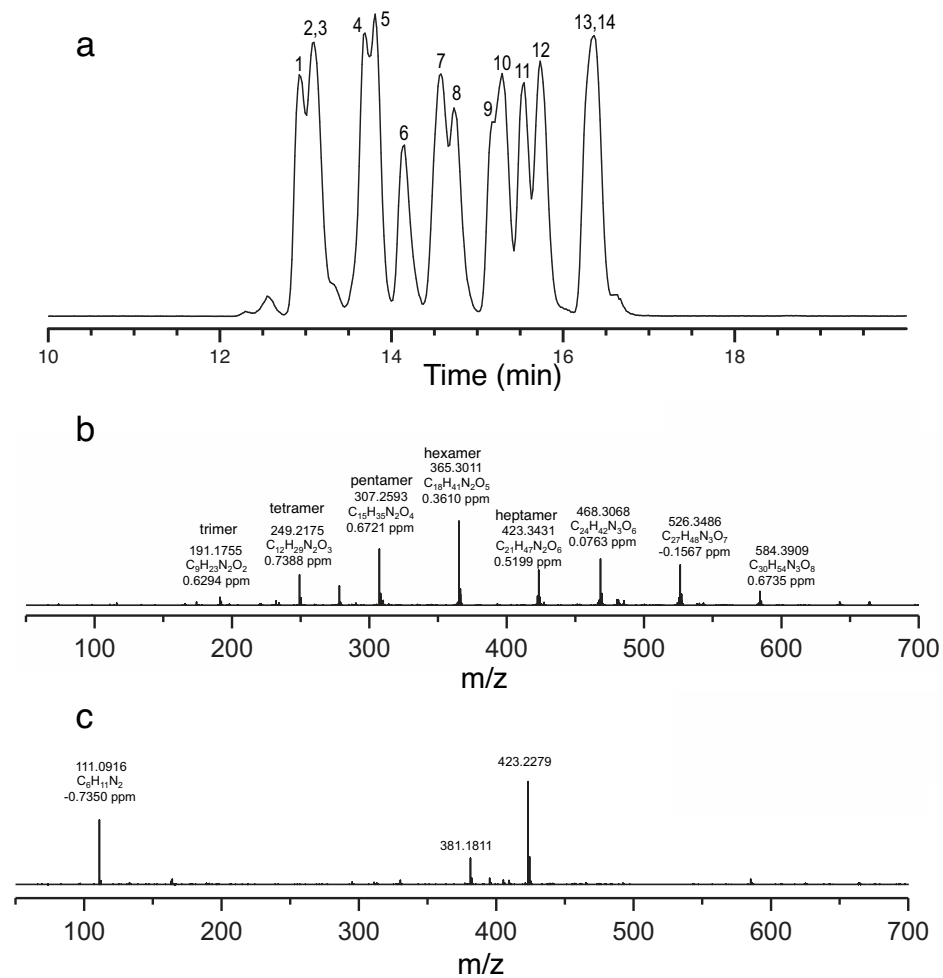 a
1
2,3
4
5
6
7
8
9
10
11
12
13,14
10
12
14
16
18
Time (min)
b
trimer
191.1755
C₉H₂₃N₂O₂
0.6294 ppm
tetramer
249.2175
C₁₂H₂₉N₂O₃
0.7388 ppm
pentamer
307.2593
C₁₅H₃₅N₂O₄
0.6721 ppm
hexamer
365.3011
C₁₈H₄₁N₂O₅
0.3610 ppm
heptamer
423.3431
C₂₁H₄₇N₂O₆
0.5199 ppm
468.3068
C₂₄H₄₂N₃O₆
0.0763 ppm
526.3486
C₂₇H₄₈N₃O₇
-0.1567 ppm
584.3909
C₃₀H₅₄N₃O₈
0.6735 ppm
100
200
300
400
500
600
700
m/z
c
111.0916
C₆H₁₁N₂
-0.7350 ppm
381.1811
423.2279
100
200
300
400
500
600
700
m/z